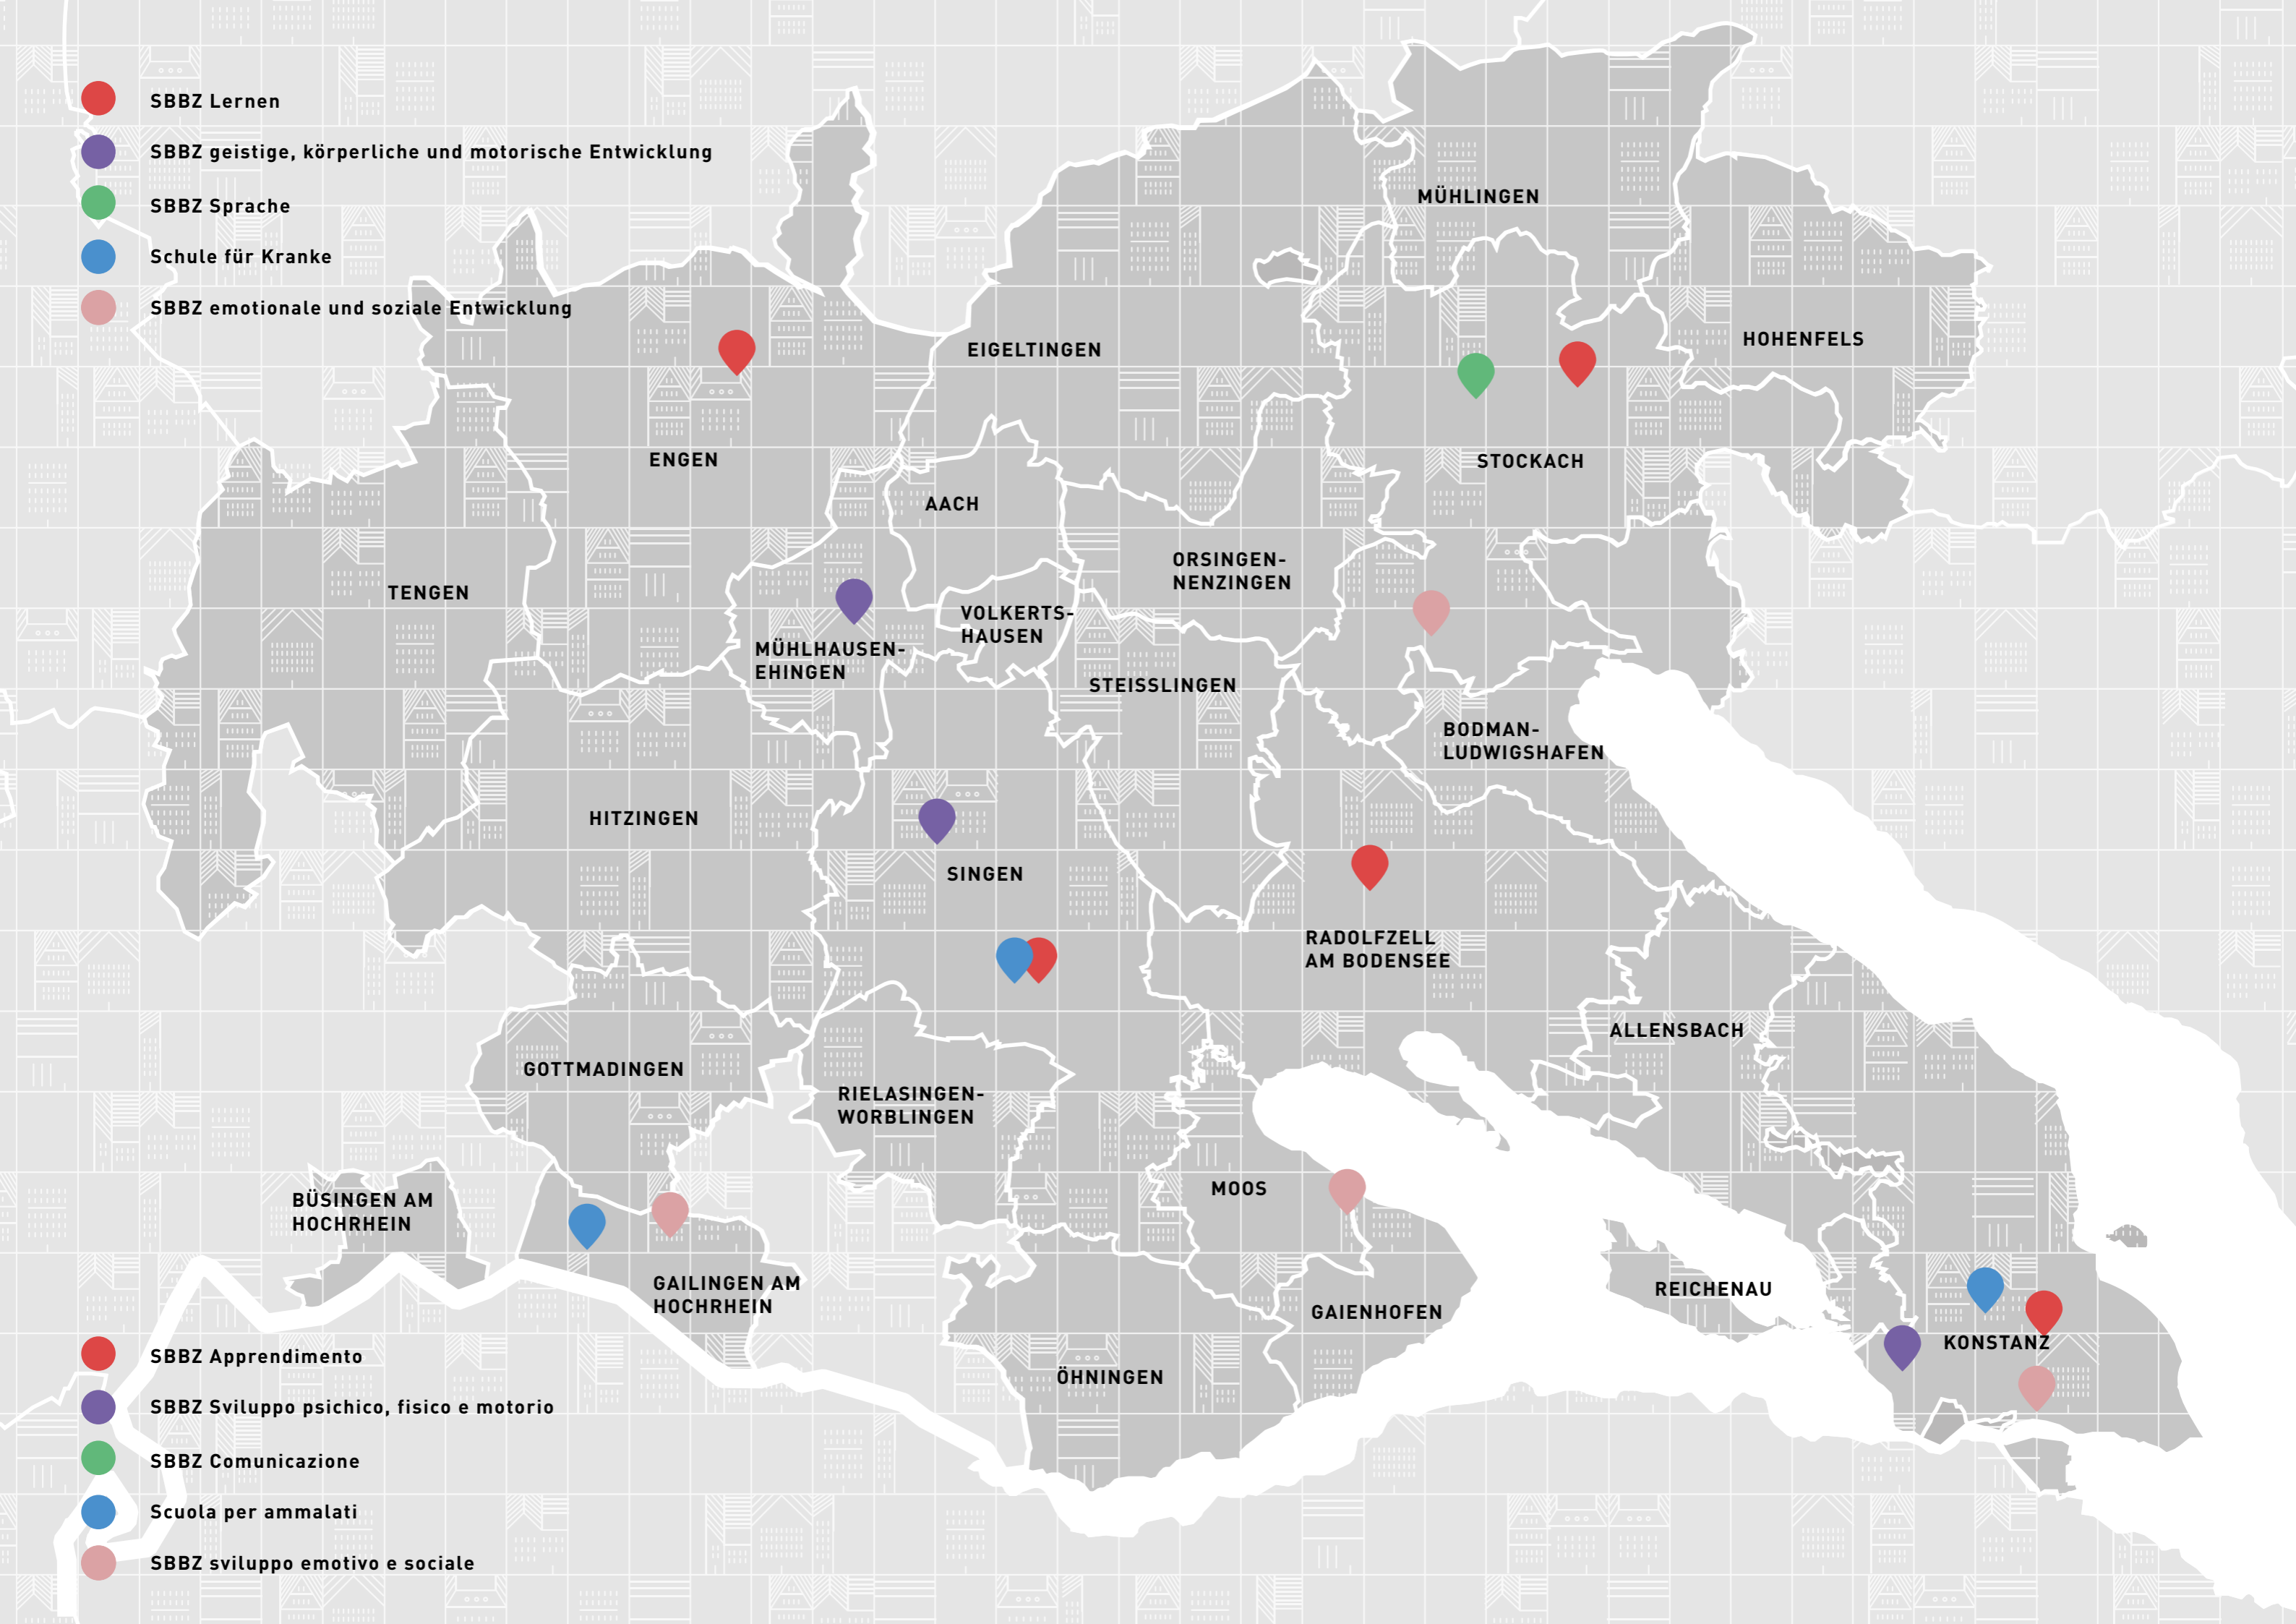 SBBZ Lernen
SBBZ geistige, körperliche und motorische Entwicklung
SBBZ Sprache
Schule für Kranke
SBBZ emotionale und soziale Entwicklung
MÜHLINGEN
HOHENFELS
EIGELTINGEN
ENGEN
STOCKACH
AACH
ORSINGEN-
NENZINGEN
TENGEN
VOLKERTS-
HAUSEN
MÜHLHAUSEN-
EHINGEN
STEISSLINGEN
BODMAN-
LUDWIGSHAFEN
HITZINGEN
SINGEN
RADOLFZELL
AM BODENSEE
ALLENSBACH
GOTTMADINGEN
RIELASINGEN-
WORBLINGEN
MOOS
BÜSINGEN AM
HOCHRHEIN
GAILINGEN AM
HOCHRHEIN
REICHENAU
GAIENHOFEN
KONSTANZ
ÖHNINGEN
SBBZ Apprendimento
SBBZ Sviluppo psichico, fisico e motorio
SBBZ Comunicazione
Scuola per ammalati
SBBZ sviluppo emotivo e sociale